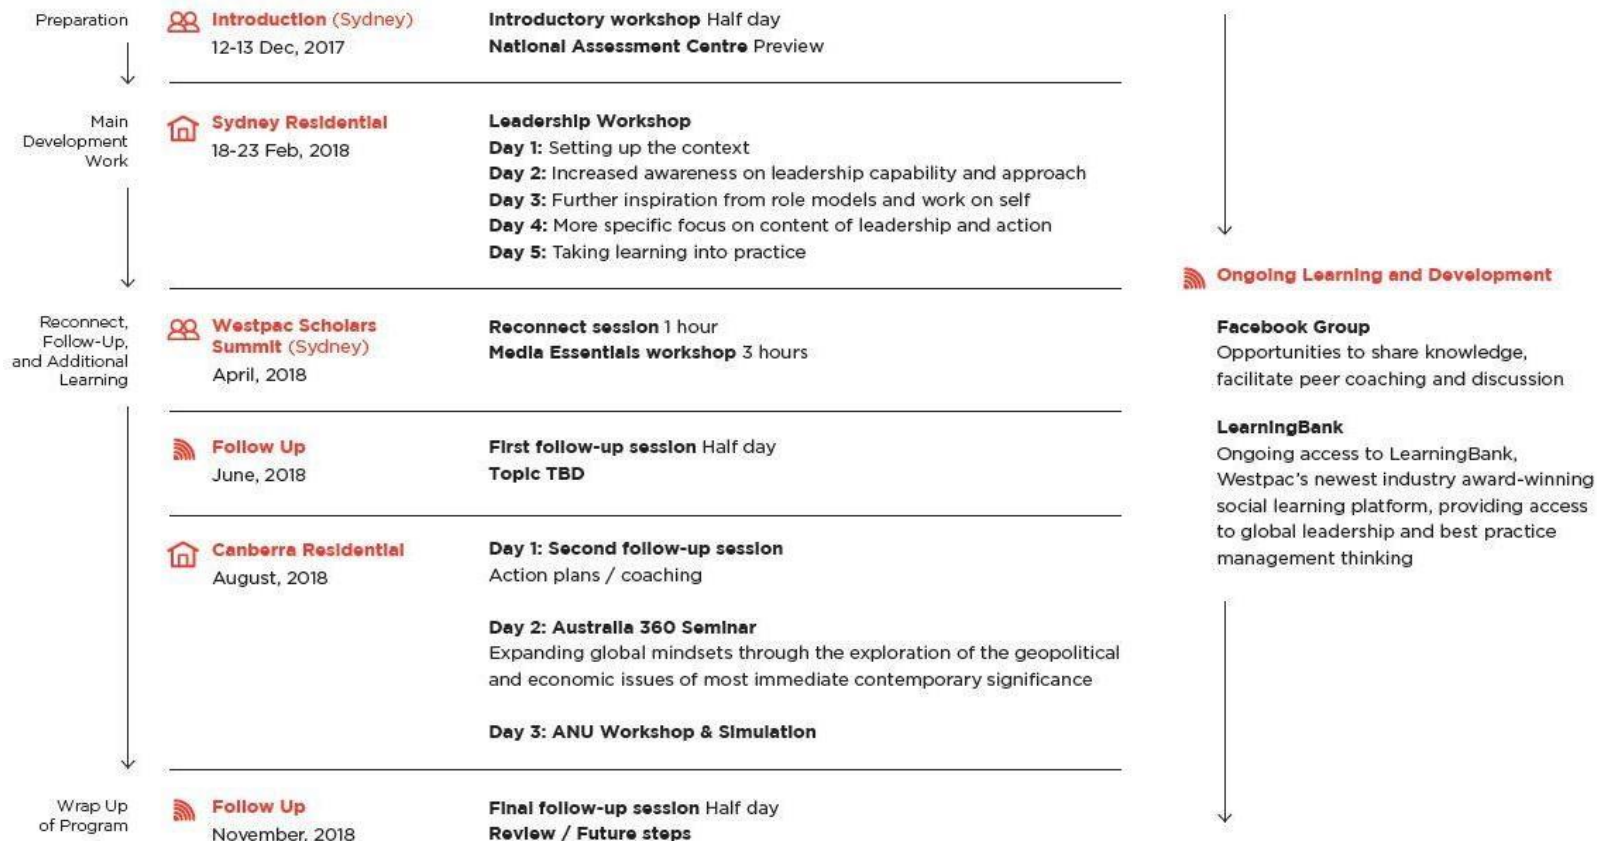 Preparation
Introduction (Sydney)
12-13 Dec, 2017
Introductory workshop Half day
National Assessment Centre Preview
Main
Development
Work
Sydney Residential
18-23 Feb, 2018
Leadership Workshop
Day 1: Setting up the context
Day 2: Increased awareness on leadership capability and approach
Day 3: Further inspiration from role models and work on self
Day 4: More specific focus on content of leadership and action
Day 5: Taking learning into practice
Reconnect,
Follow-Up,
and Additional
Learning
Westpac Scholars
Summit (Sydney)
April, 2018
Reconnect session 1 hour
Media Essentials workshop 3 hours
Follow Up
June, 2018
First follow-up session Half day
Topic TBD
Canberra Residential
August, 2018
Day 1: Second follow-up session
Action plans / coaching
Day 2: Australia 360 Seminar
Expanding global mindsets through the exploration of the geopolitical
and economic issues of most immediate contemporary significance
Day 3: ANU Workshop & Simulation
Wrap Up
of Program
Follow Up
November, 2018
Final follow-up session Half day
Review / Future steps
Ongoing Learning and Development
Facebook Group
Opportunities to share knowledge,
facilitate peer coaching and discussion
LearningBank
Ongoing access to LearningBank,
Westpac's newest industry award-winning
social learning platform, providing access
to global leadership and best practice
management thinking